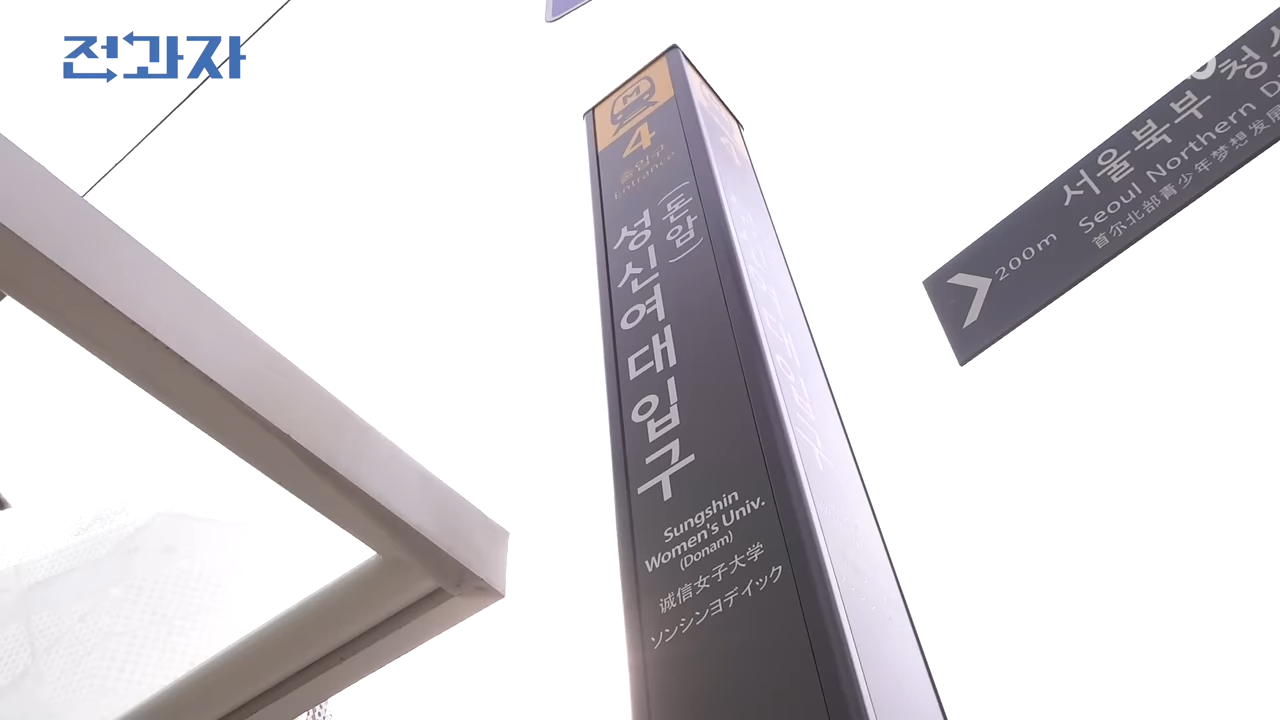 전과자
M
4
출입구
Entrance
성신여대입구
(돈암)
Sungshin
Women's Univ.
(Donam)
诚信女子大学
ソンシンヨデイック
서울북부
Seoul Northern
首尔北部青少年梦想发展
200m